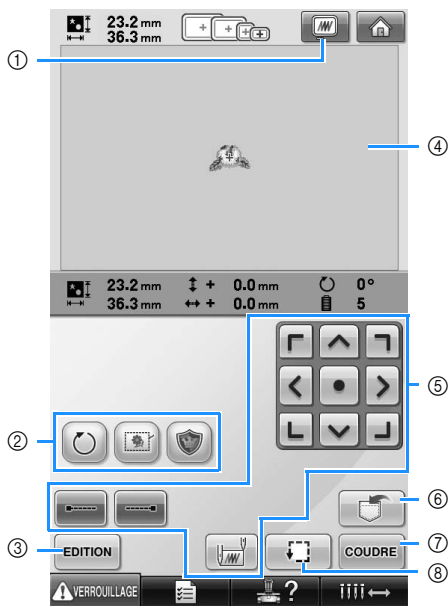 23.2 mm
36.3 mm
①
④
23.2 mm + 0.0 mm 0°
36.3 mm + 0.0 mm 5
⑤
②
⑥
③ EDITION COUDRE ⑦
⑧
VERROUILLAGE ?